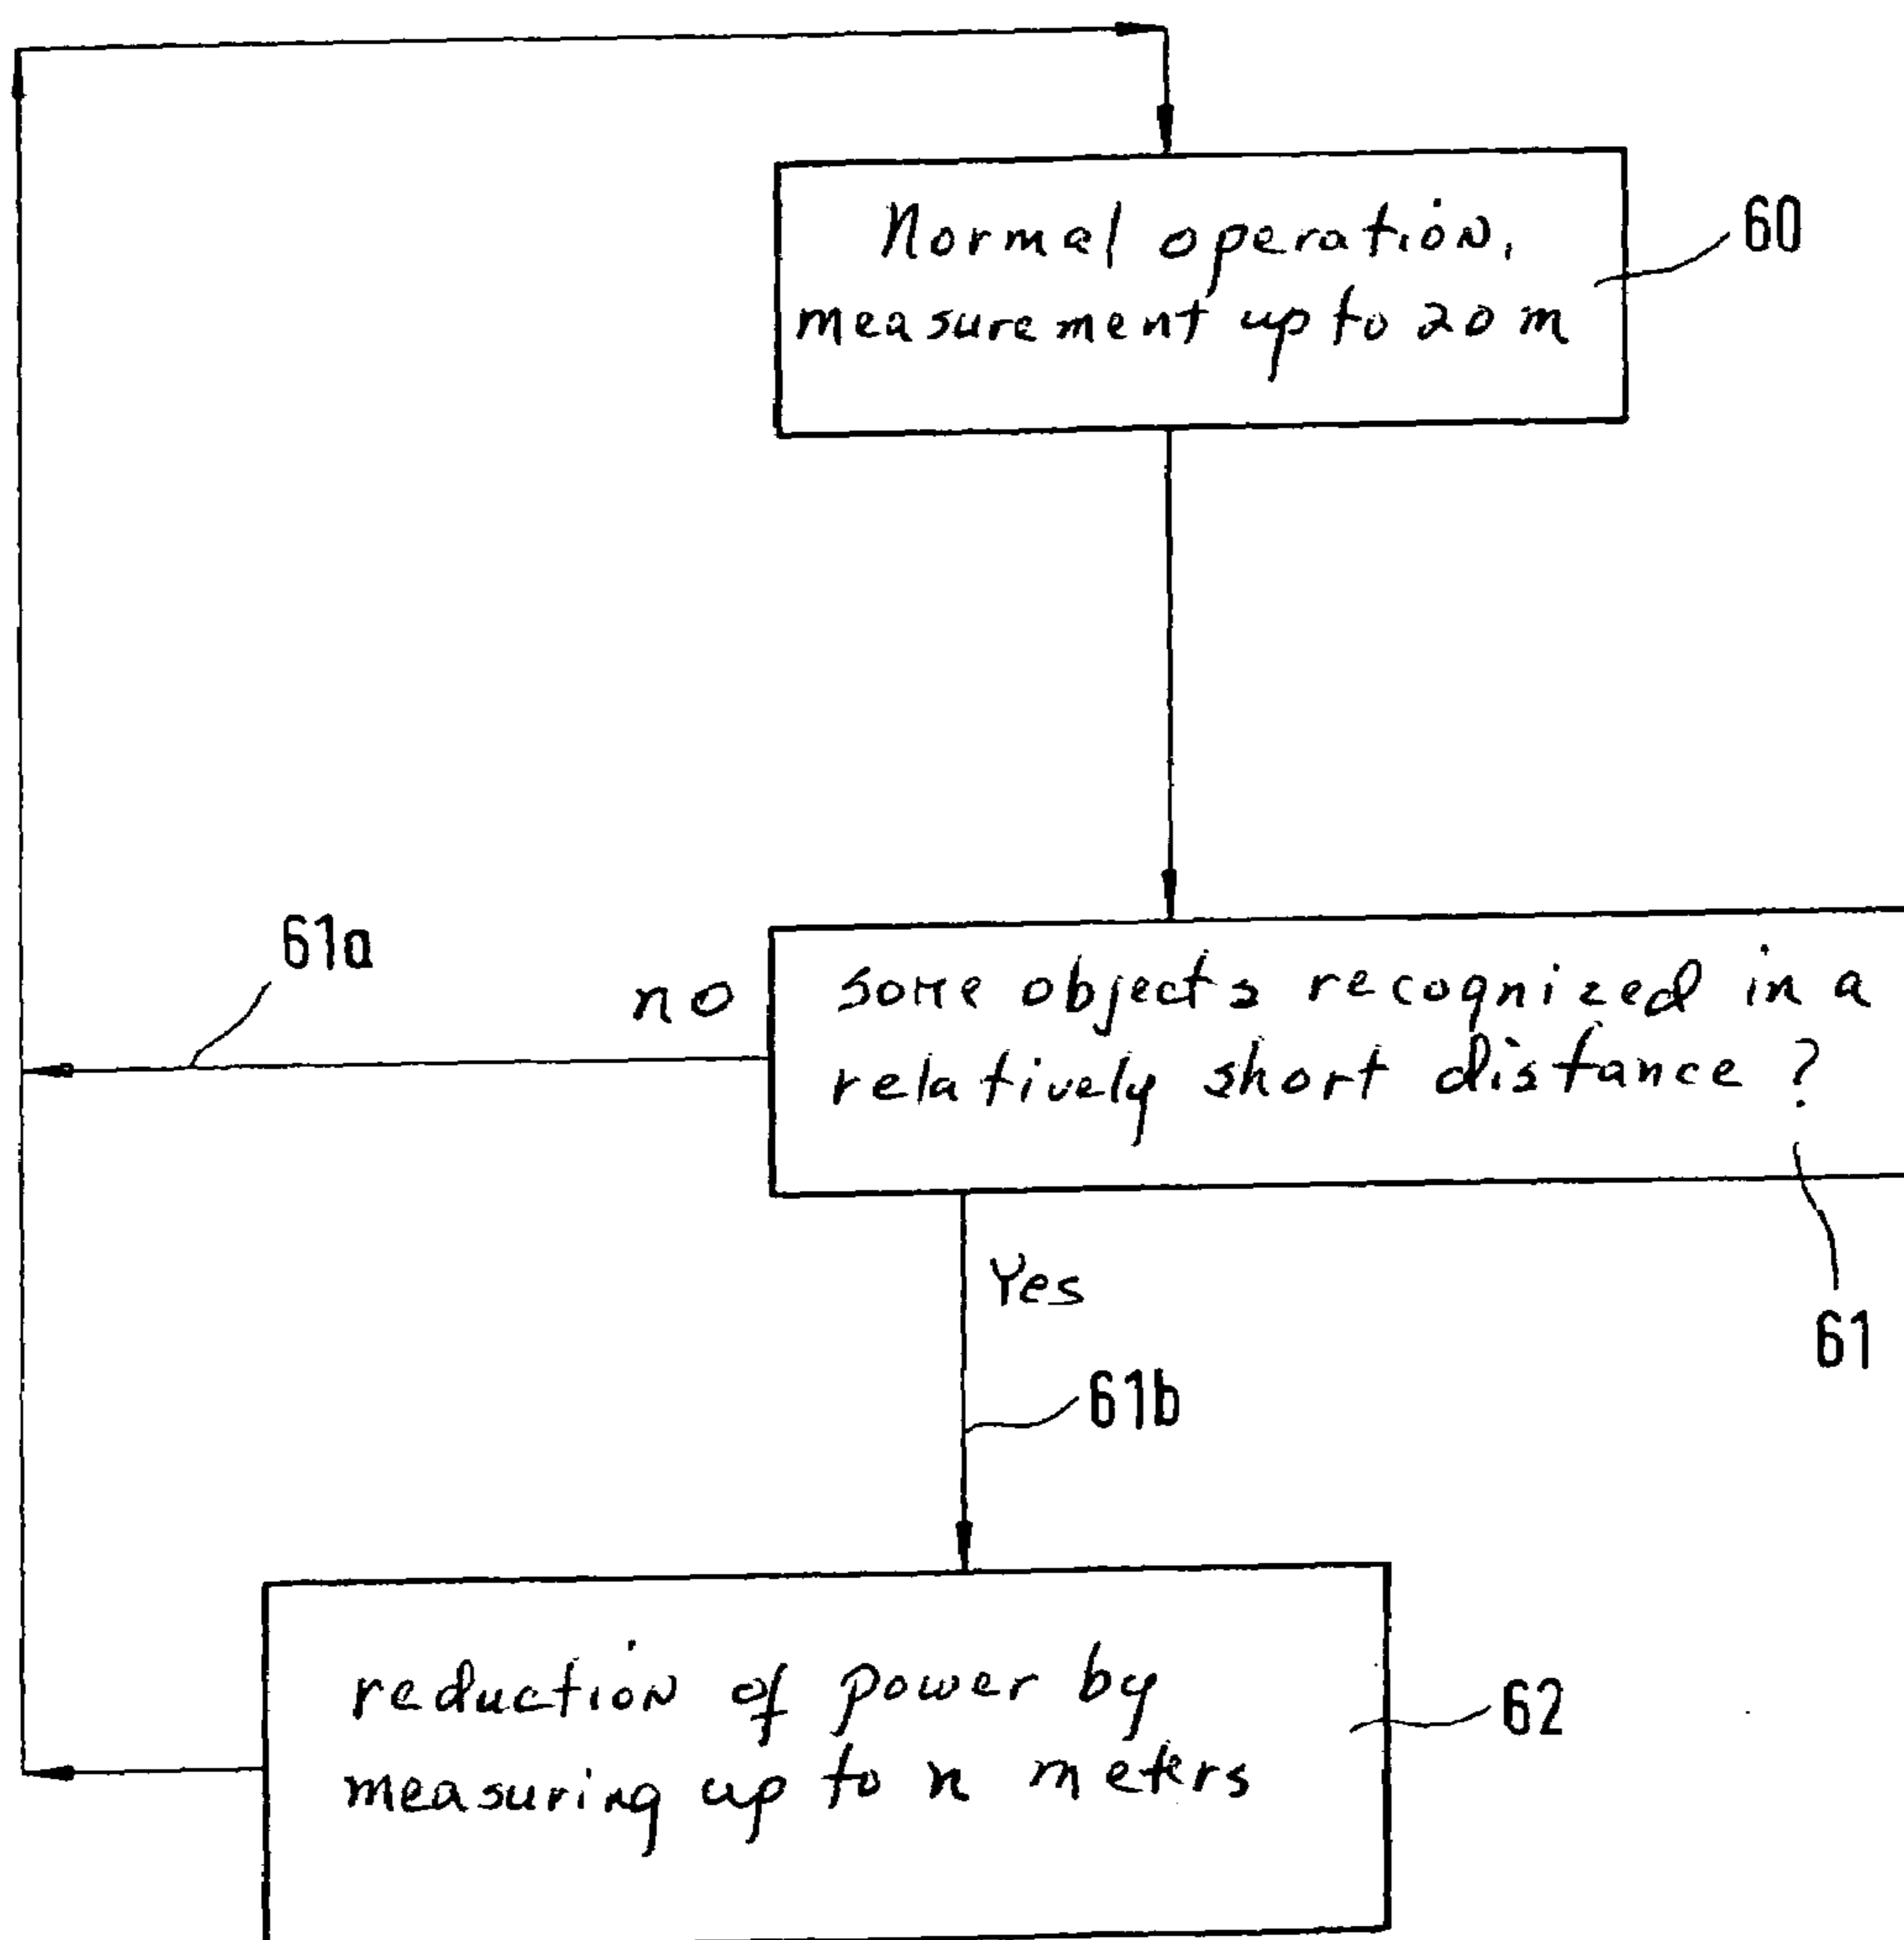 Normal operation,
measurement up to 20 m
60
61a
no
some objects recognized in a
relatively short distance ?
Yes
61
61b
reduction of power by
measuring up to n meters
62